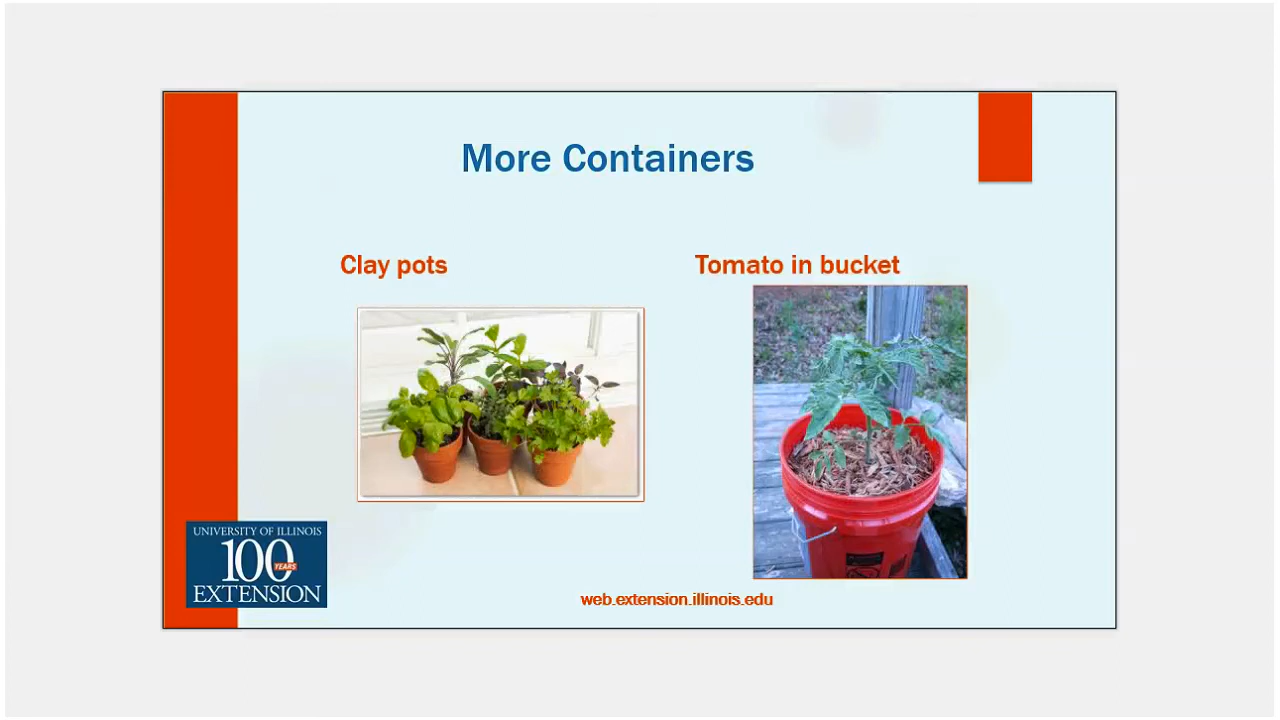 More Containers
Clay pots
Tomato in bucket
UNIVERSITY OF ILLINOIS
100
YEARS
EXTENSION
web.extension.illinois.edu